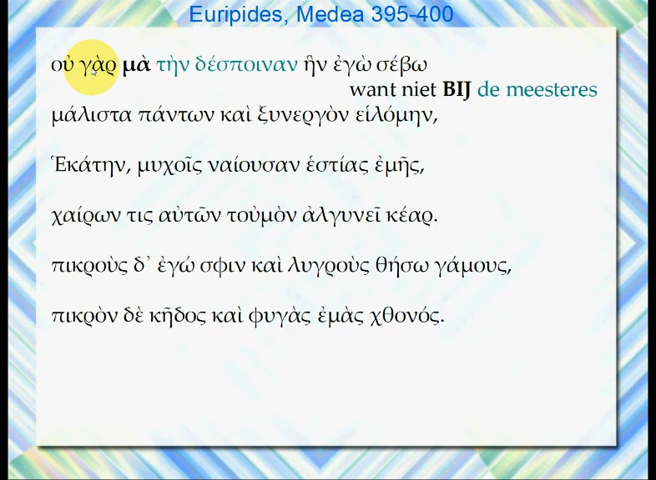 Euripides, Medea 395-400
οὐ γὰρ μὰ τὴν δέσποιναν ἣν ἐγὼ σέβω
want niet BIJ de meesteres
μάλιστα πάντων καὶ ξυνεργὸν εἱλόμην,
Ἑκάτην, μυχοῖς ναίουσαν ἑστίας ἐμῆς,
χαίρων τις αὐτῶν τοὐμὸν ἀλγυνεῖ κέαρ.
πικροὺς δ᾽ ἐγώ σφιν καὶ λυγροὺς θήσω γάμους,
πικρὸν δὲ κῆδος καὶ φυγὰς ἐμὰς χθονός.